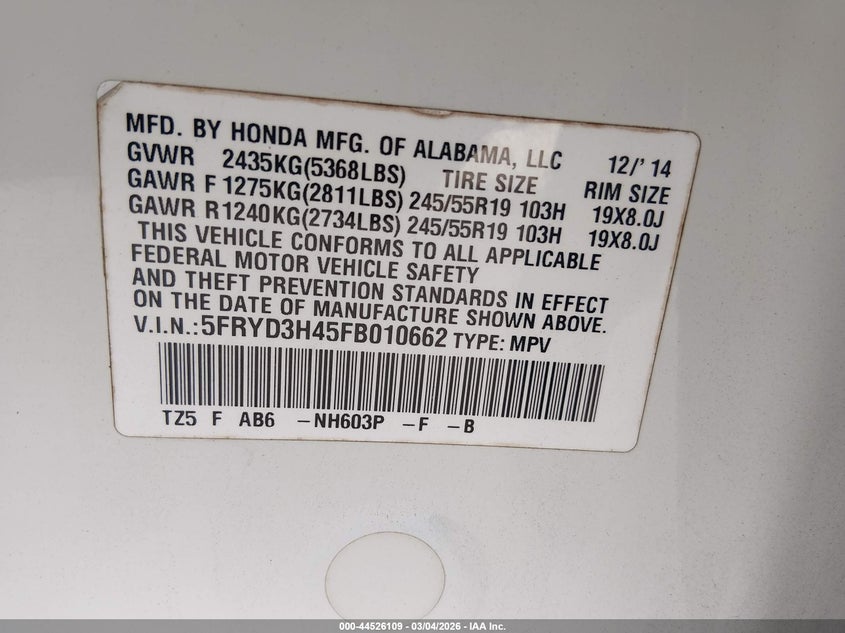 MFD. BY HONDA MFG. OF ALABAMA, LLC 12/' 14
GVWR 2435KG(5368LBS) TIRE SIZE RIM SIZE
GAWR F 1275KG(2811LBS) 245/55R19 103H 19X8.0J
GAWR R1240KG(2734LBS) 245/55R19 103H 19X8.0J
THIS VEHICLE CONFORMS TO ALL APPLICABLE
FEDERAL MOTOR VEHICLE SAFETY
AND THEFT PREVENTION STANDARDS IN EFFECT
ON THE DATE OF MANUFACTURE SHOWN ABOVE.
V.I.N.:5FRYD3H45FB010662 TYPE: MPV
TZ5 F AB6 -NH603P -F -B
000-44526109 - 03/04/2026 - IAA Inc.